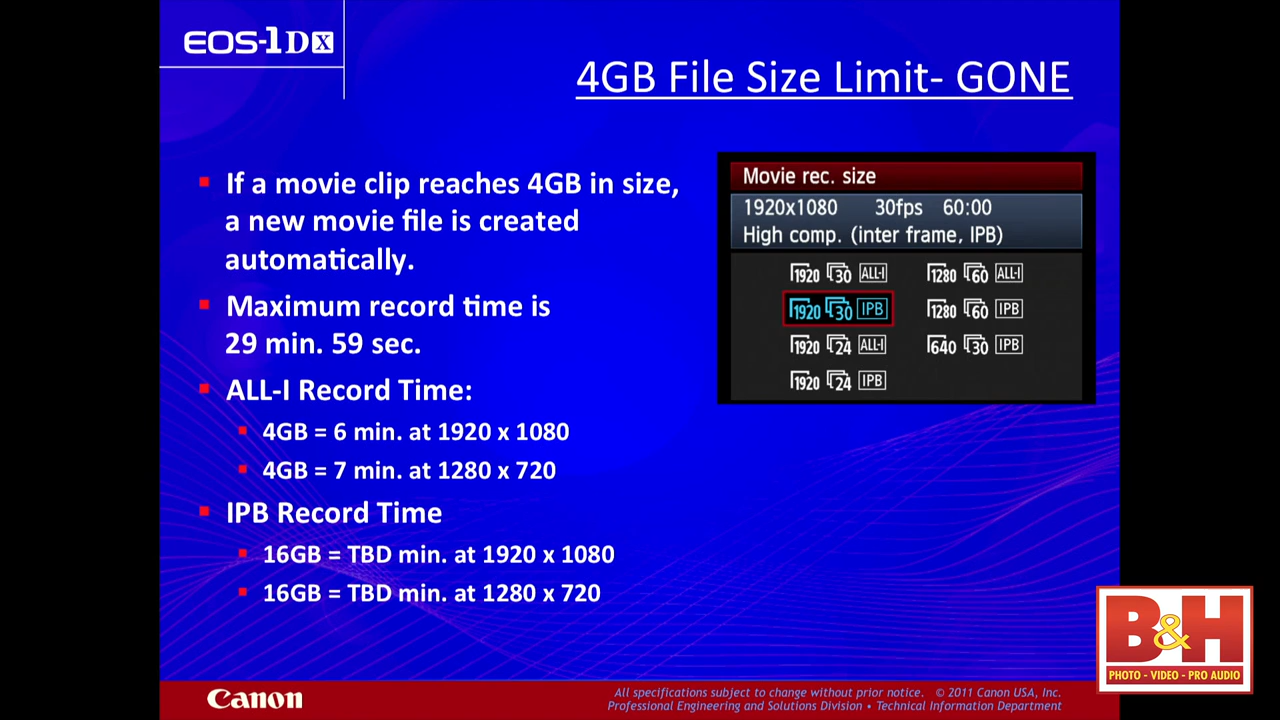 EOS-1DX
4GB File Size Limit- GONE
If a movie clip reaches 4GB in size,
a new movie file is created
automatically.
Maximum record time is
29 min. 59 sec.
ALL-I Record Time:
4GB = 6 min. at 1920 x 1080
4GB = 7 min. at 1280 x 720
IPB Record Time
16GB = TBD min. at 1920 x 1080
16GB = TBD min. at 1280 x 720
Movie rec. size
1920x1080 30fps 60:00
High comp. (inter frame, IPB)
1920 30 ALL-I 1280 60 ALL-I
1920 30 IPB 1280 60 IPB
1920 24 ALL-I 640 30 IPB
1920 24 IPB
B&H
PHOTO - VIDEO - PRO AUDIO
Canon
All specifications subject to change without prior notice. © 2011 Canon USA, Inc.
Professional Engineering and Solutions Division • Technical Information Department